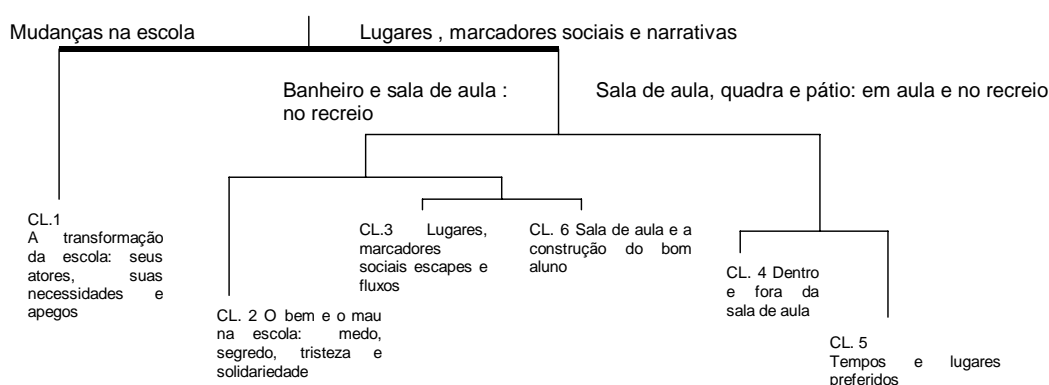 Mudanças na escola
Lugares , marcadores sociais e narrativas
Banheiro e sala de aula :
no recreio
Sala de aula, quadra e pátio: em aula e no recreio
CL.1
A transformação
da escola: seus
atores, suas
necessidades e
apegos
CL. 2 O bem e o mau
na escola: medo,
segredo, tristeza e
solidariedade
CL.3 Lugares,
marcadores
sociais escapes e
fluxos
CL. 6 Sala de aula e a
construção do bom
aluno
CL. 4 Dentro
e fora da
sala de aula
CL. 5
Tempos e lugares
preferidos